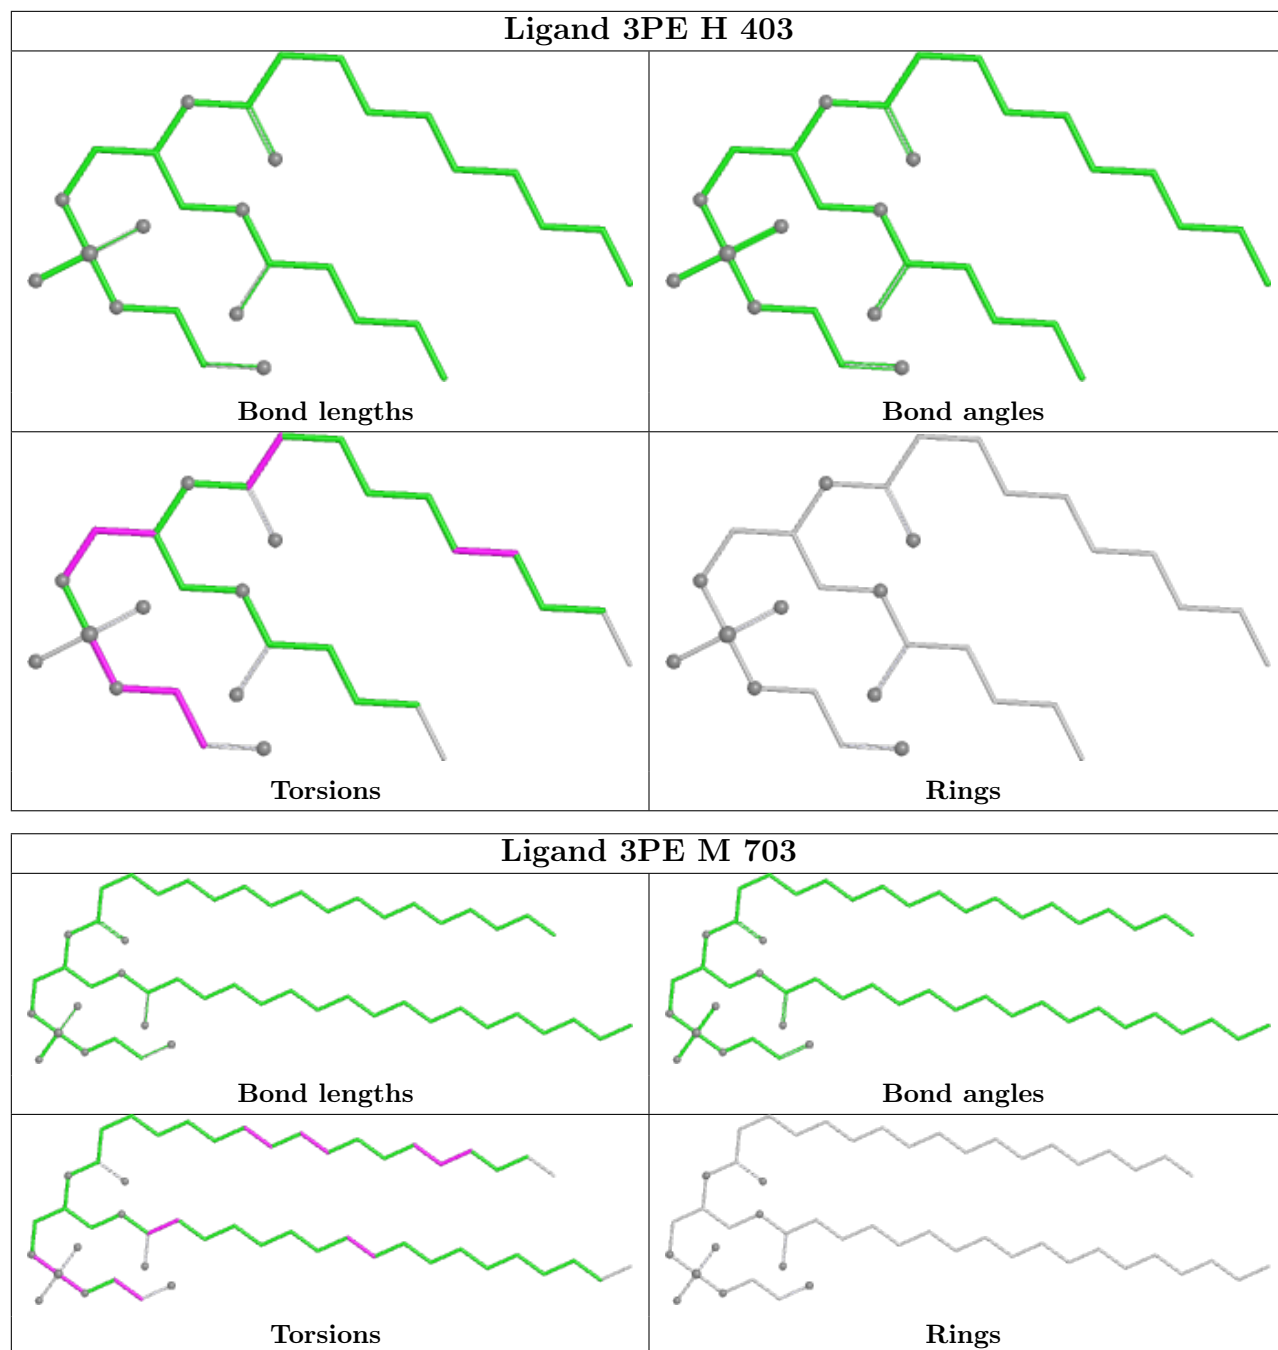 Ligand 3PE H 403
Bond lengths
Bond angles
Torsions
Rings
Ligand 3PE M 703
Bond lengths
Bond angles
Torsions
Rings